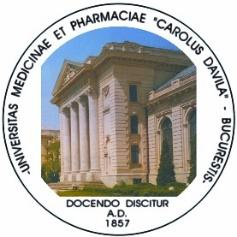 ·UNIVERSITAS MEDICINAE ET PHARMACIAE "CAROLUS DAVILA" - BUCURESTIS·
DOCENDO DISCITUR
A.D.
1857